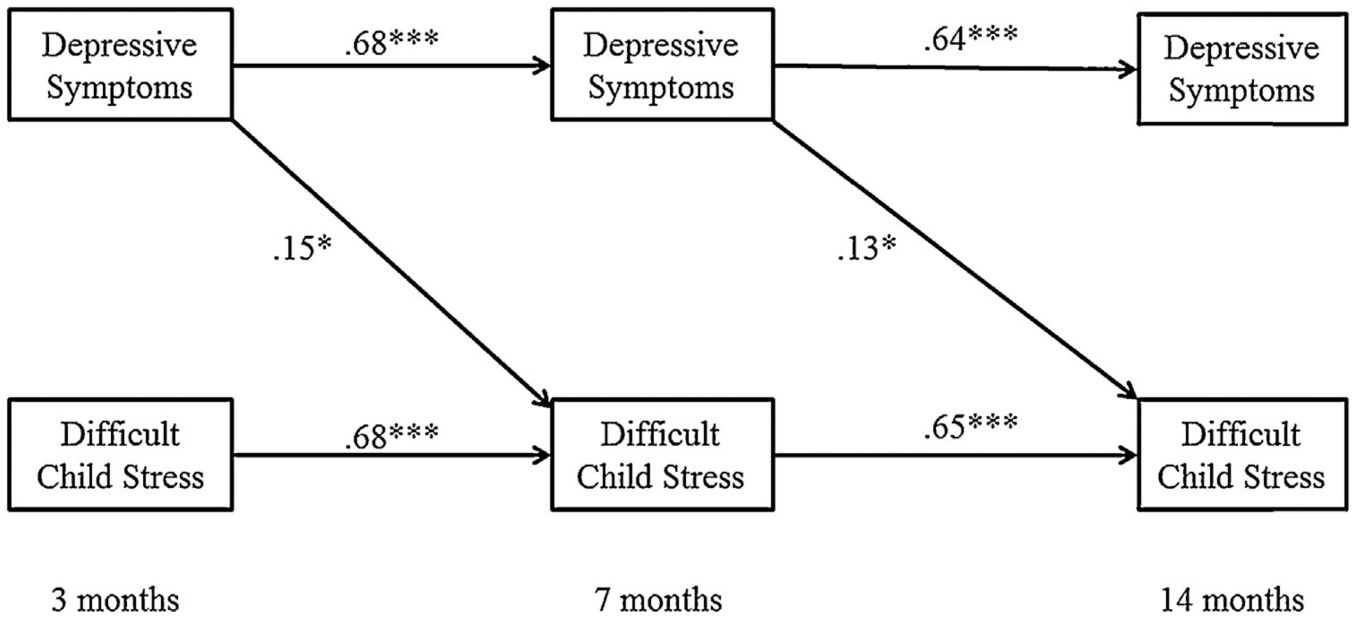 Depressive
Symptoms
.68***
Depressive
Symptoms
.64***
Depressive
Symptoms
.15*
.13*
Difficult
Child Stress
.68***
Difficult
Child Stress
.65***
Difficult
Child Stress
3 months
7 months
14 months